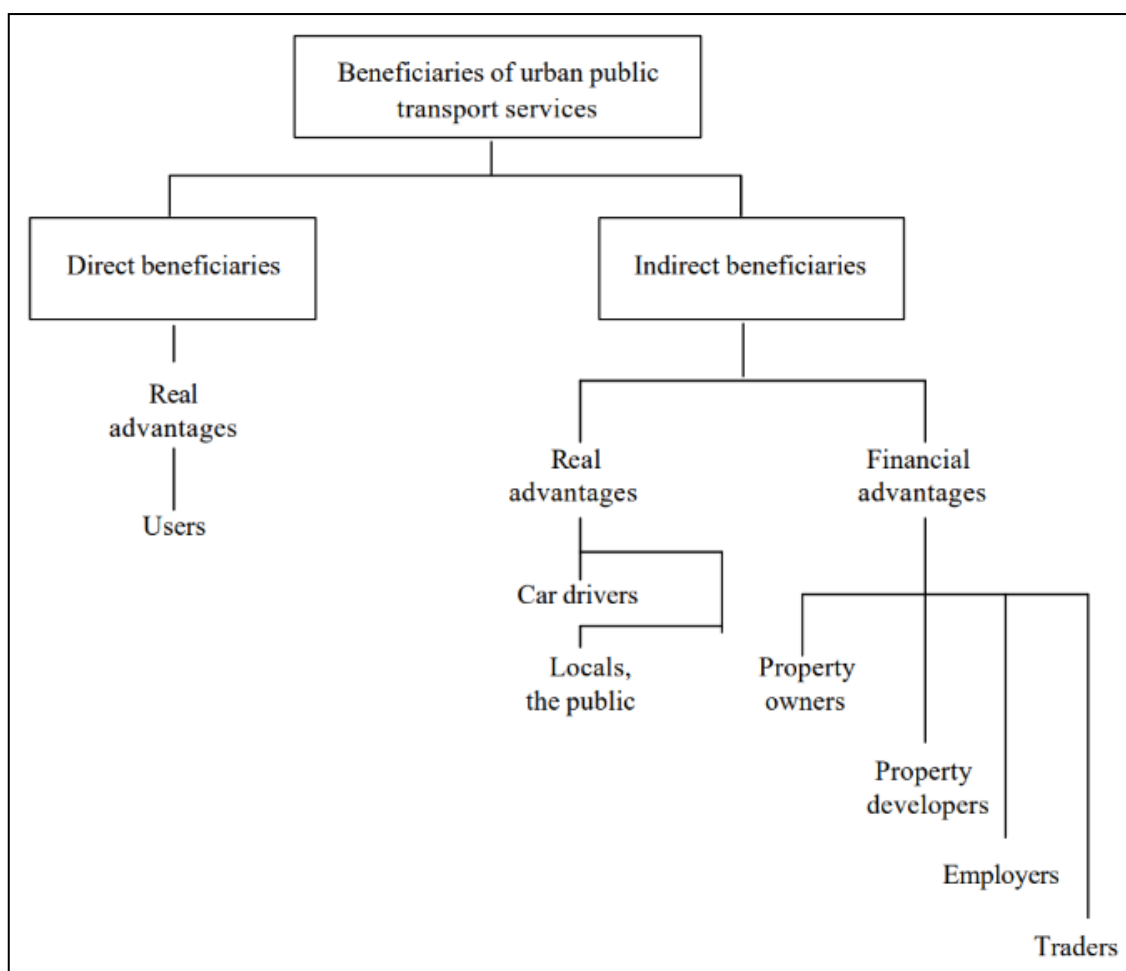 Beneficiaries of urban public
transport services
Direct beneficiaries
Indirect beneficiaries
Real
advantages
Users
Real
advantages
Financial
advantages
Car drivers
Locals,
the public
Property
owners
Property
developers
Employers
Traders